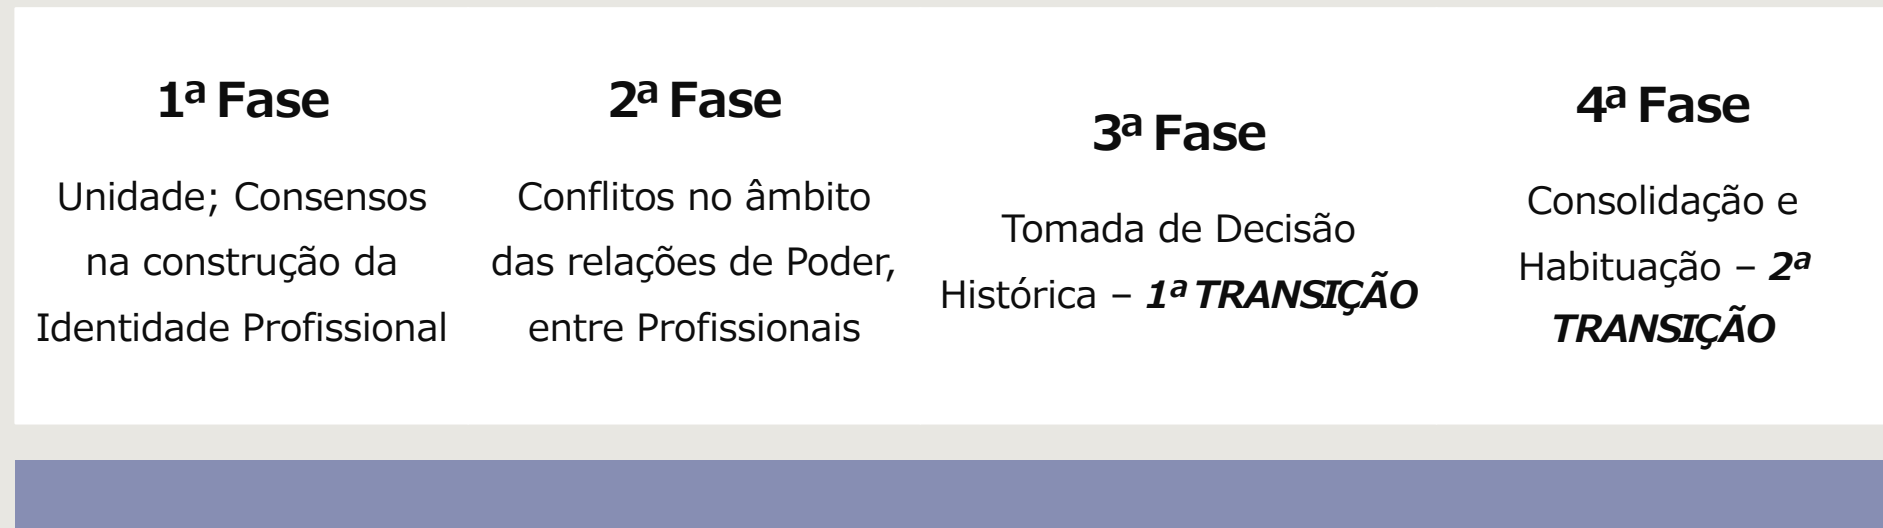 1ª Fase
Unidade; Consensos
na construção da
Identidade Profissional
2ª Fase
Conflitos no âmbito
das relações de Poder,
entre Profissionais
3ª Fase
Tomada de Decisão
Histórica – 1ª TRANSIÇÃO
4ª Fase
Consolidação e
Habituação – 2ª
TRANSIÇÃO